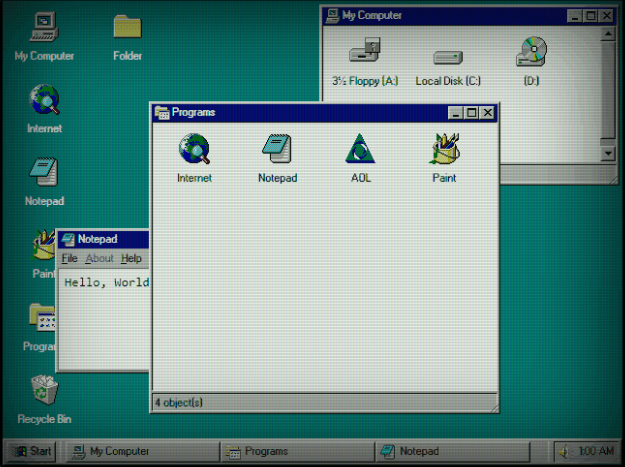 My Computer
Folder
Internet
Notepad
Paint
Recycle Bin
My Computer
3½ Floppy (A:)
Local Disk (C:)
(D:)
Programs
Internet
Notepad
AOL
Paint
4 object(s)
Notepad
File About Help
Hello, World
Start
My Computer
Programs
Notepad
1:00 AM